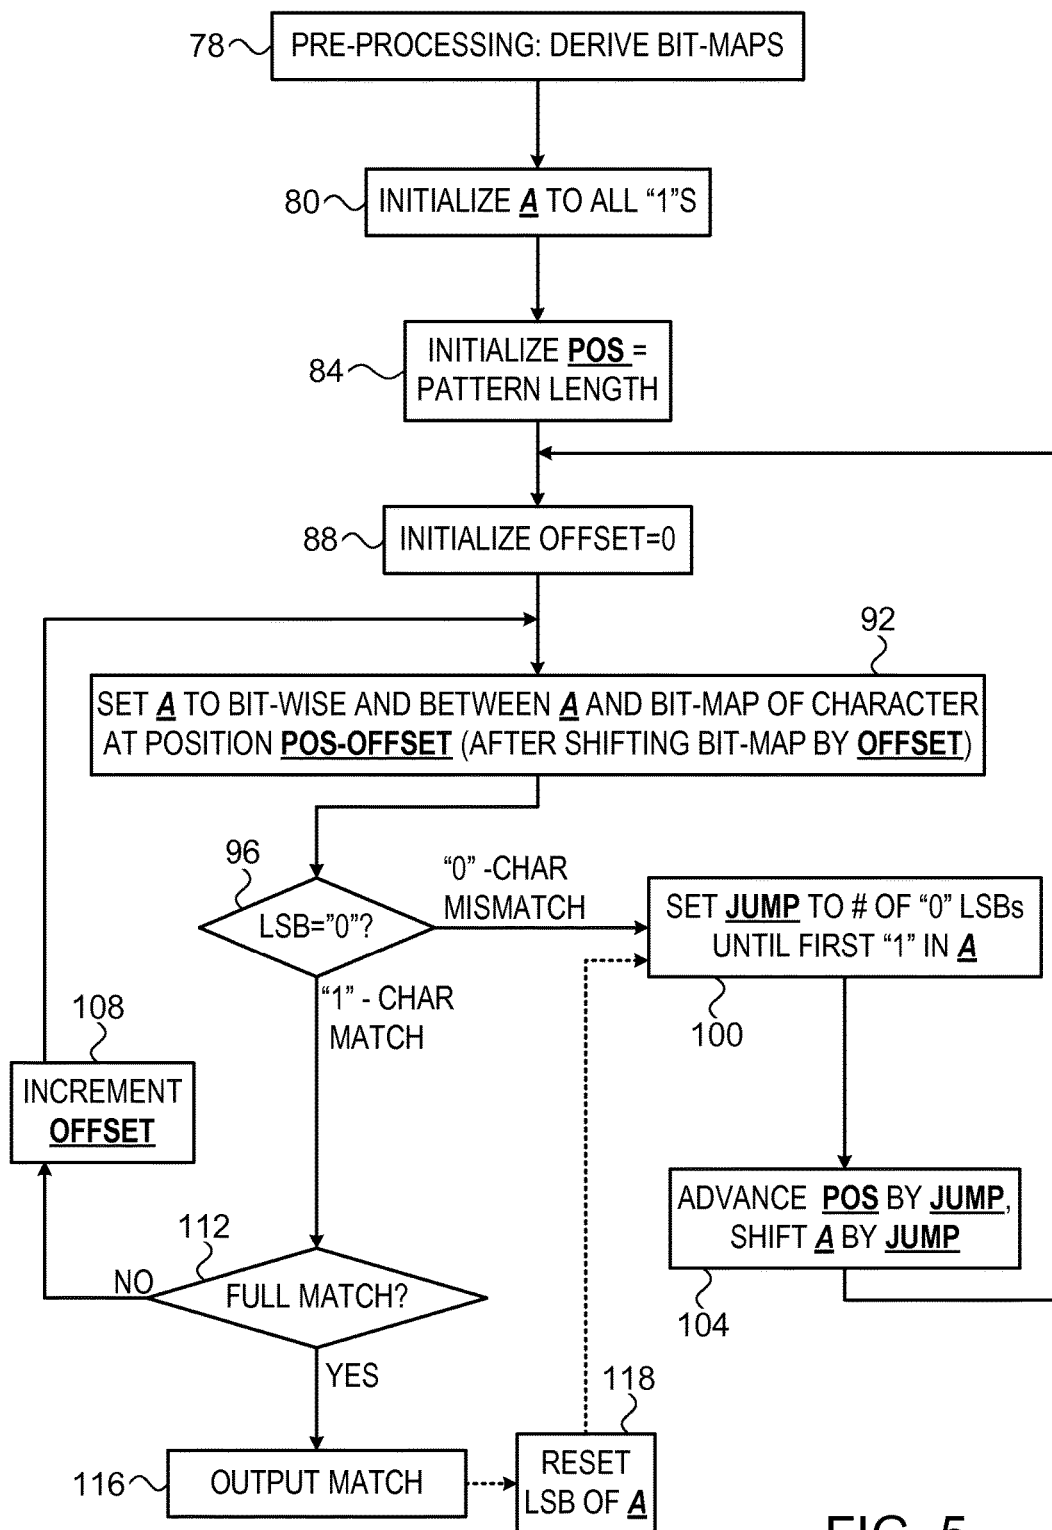 78
PRE-PROCESSING: DERIVE BIT-MAPS
80
INITIALIZE A TO ALL “1”S
84
INITIALIZE POS =
PATTERN LENGTH
88
INITIALIZE OFFSET=0
92
SET A TO BIT-WISE AND BETWEEN A AND BIT-MAP OF CHARACTER
AT POSITION POS-OFFSET (AFTER SHIFTING BIT-MAP BY OFFSET)
96
LSB=”0”?
“0” -CHAR
MISMATCH
SET JUMP TO # OF “0” LSBs
UNTIL FIRST “1” IN A
100
“1” - CHAR
MATCH
108
INCREMENT
OFFSET
ADVANCE POS BY JUMP,
SHIFT A BY JUMP
104
112
FULL MATCH?
NO
YES
116
OUTPUT MATCH
118
RESET
LSB OF A
FIG. 5